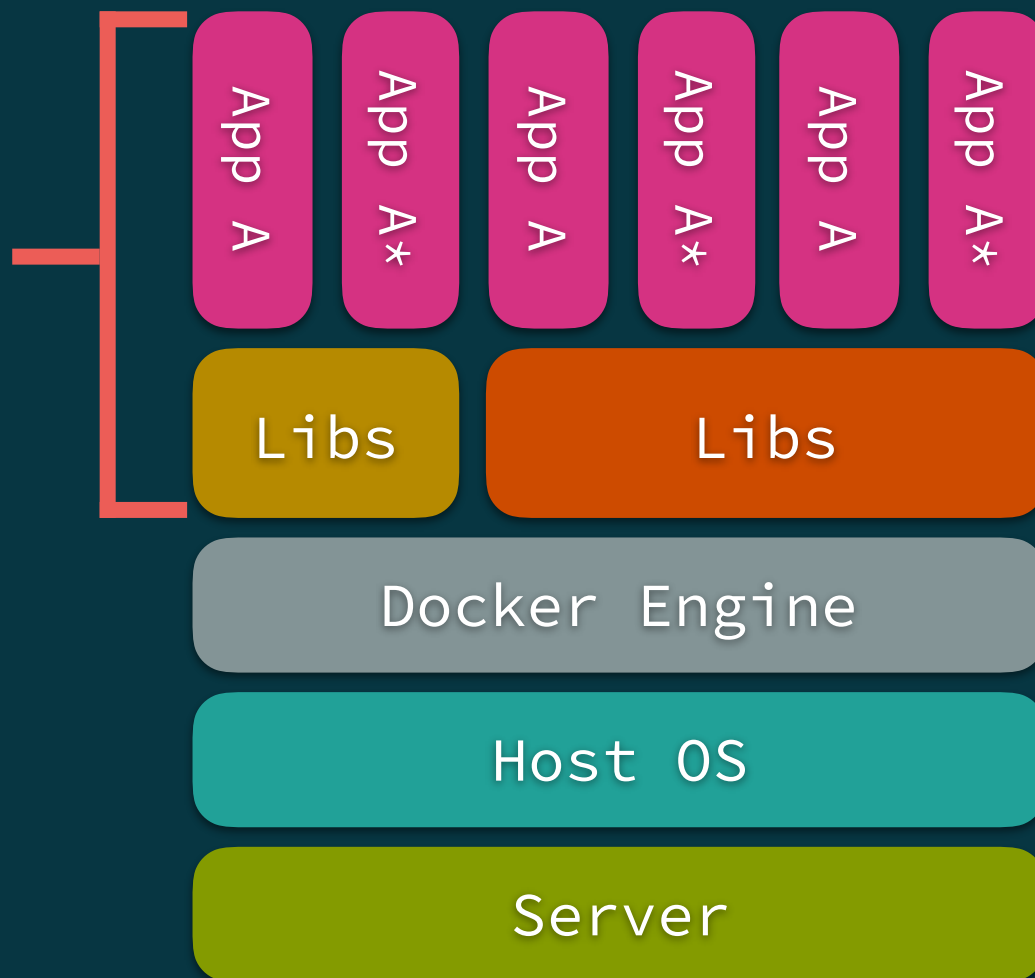 App A
App A*
App A
App A*
App A
App A*
Libs
Libs
Docker Engine
Host OS
Server